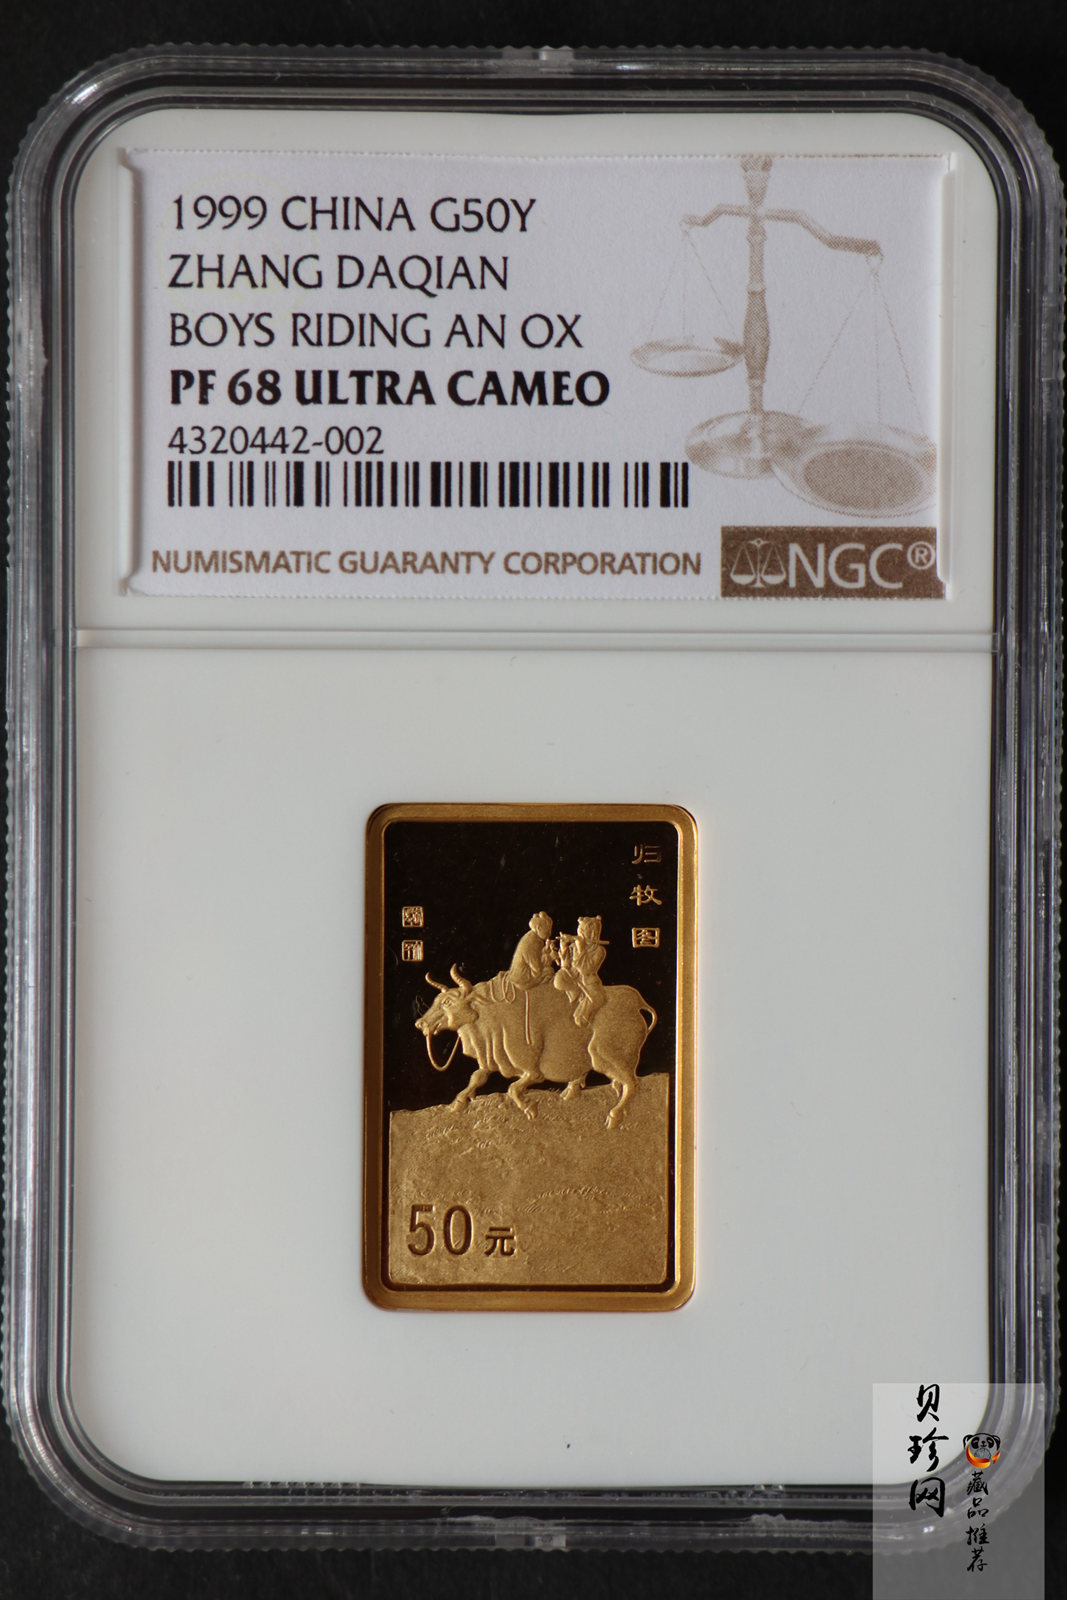 1999 CHINA G50Y
ZHANG DAQIAN
BOYS RIDING AN OX
PF 68 ULTRA CAMEO
4320442-002
NUMISMATIC GUARANTY CORPORATION
NGC®
归牧图
50元
贝珍网
藏品推荐